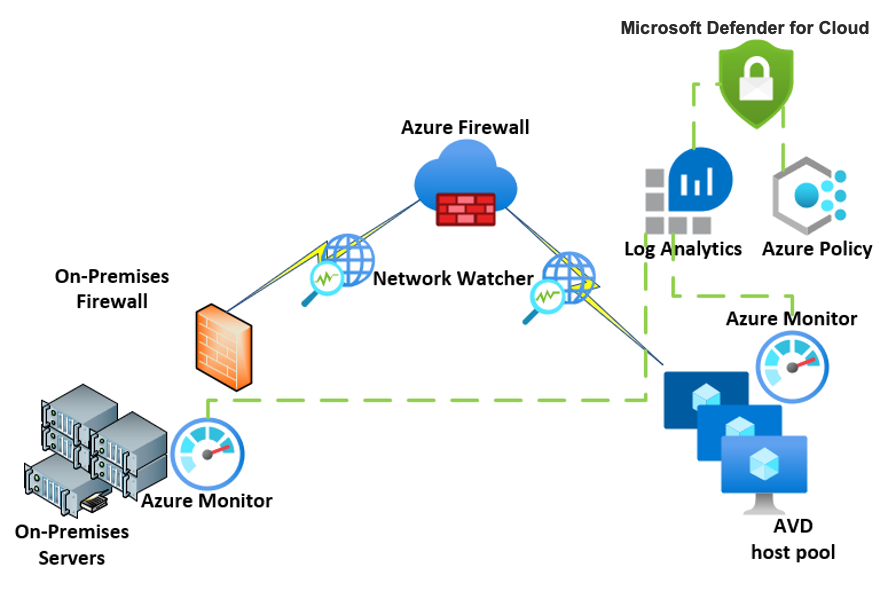 Microsoft Defender for Cloud
Azure Firewall
Log Analytics
Azure Policy
On-Premises
Firewall
Network Watcher
Azure Monitor
Azure Monitor
On-Premises
Servers
AVD
host pool